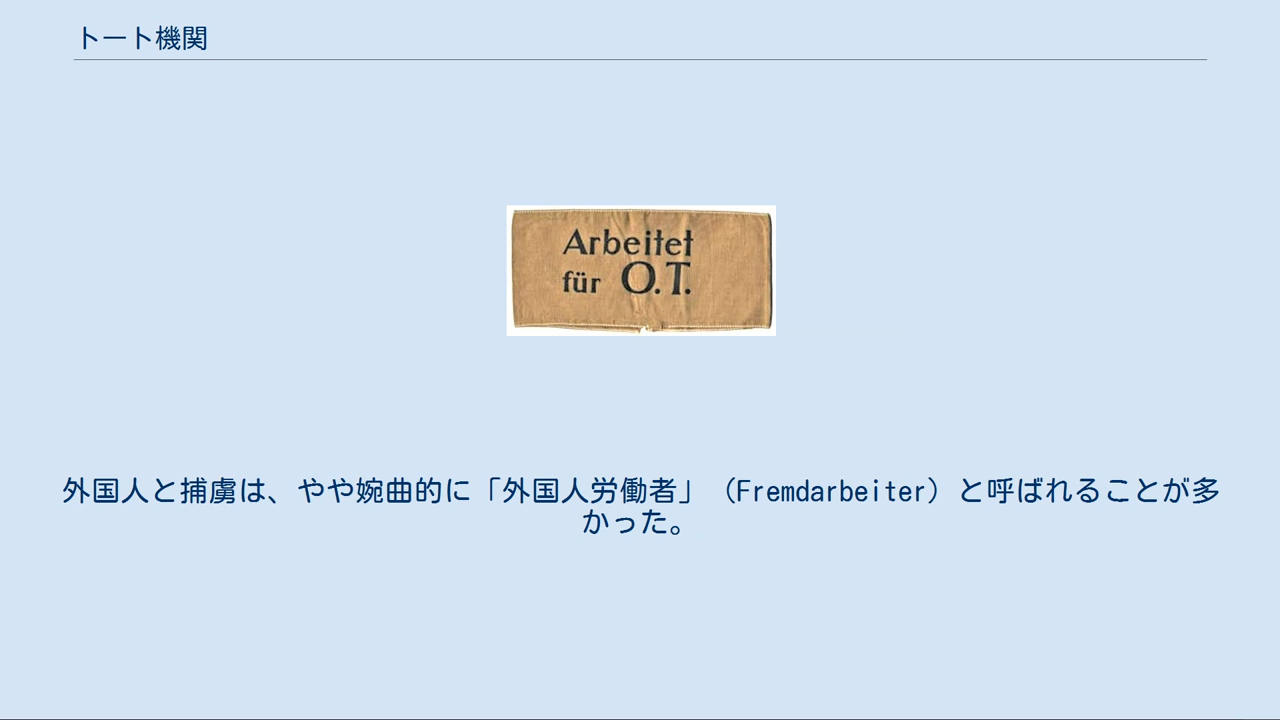 トート機関
Arbeitet
für O.T.
外国人と捕虜は、やや婉曲的に「外国人労働者」（Fremdarbeiter）と呼ばれることが多
かった。